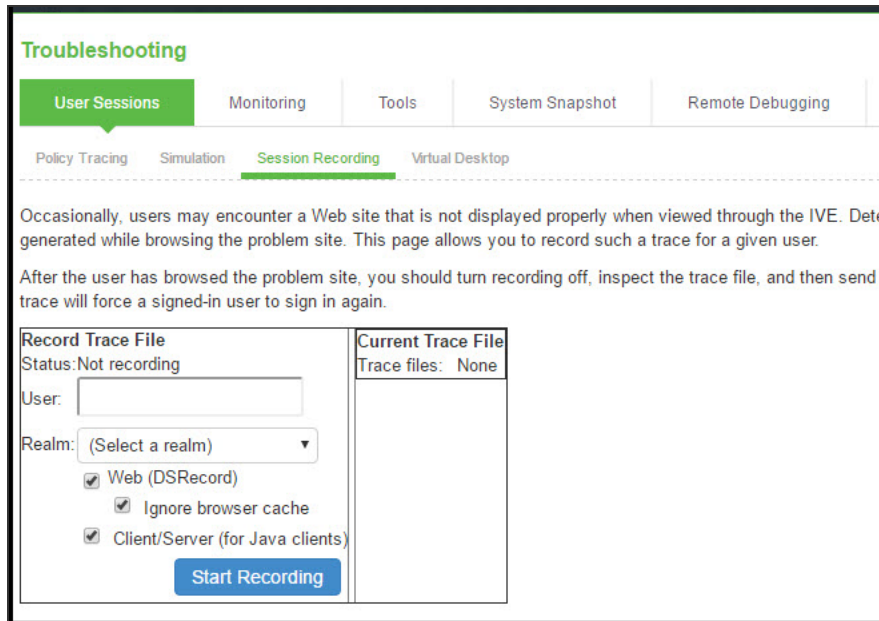 Troubleshooting
User Sessions Monitoring Tools System Snapshot Remote Debugging
Policy Tracing Simulation Session Recording Virtual Desktop
Occasionally, users may encounter a Web site that is not displayed properly when viewed through the IVE.
generated while browsing the problem site. This page allows you to record such a trace for a given user.
After the user has browsed the problem site, you should turn recording off, inspect the trace file, and then send
trace will force a signed-in user to sign in again.
Record Trace File
Status:Not recording
User:
Realm: (Select a realm)
Web (DSRecord)
Ignore browser cache
Client/Server (for Java clients)
Start Recording
Current Trace File
Trace files: None